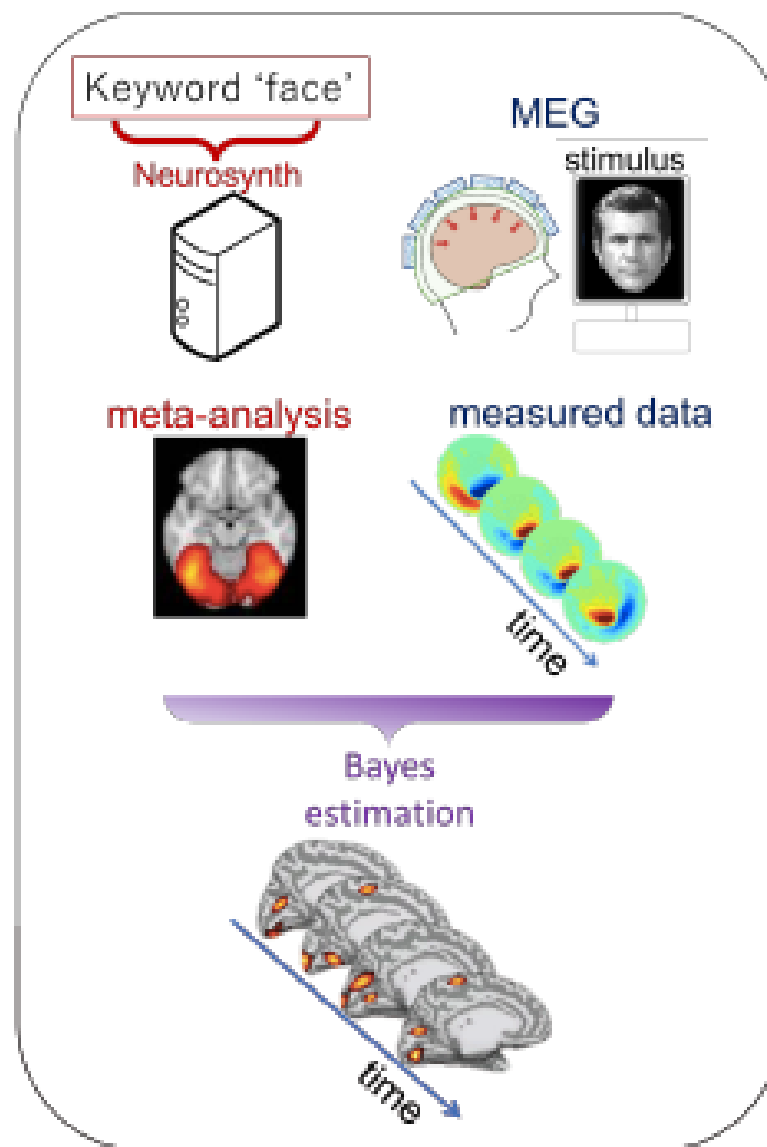 Keyword ‘face’
Neurosynth
MEG
stimulus
meta-analysis
measured data
time
Bayes
estimation
time